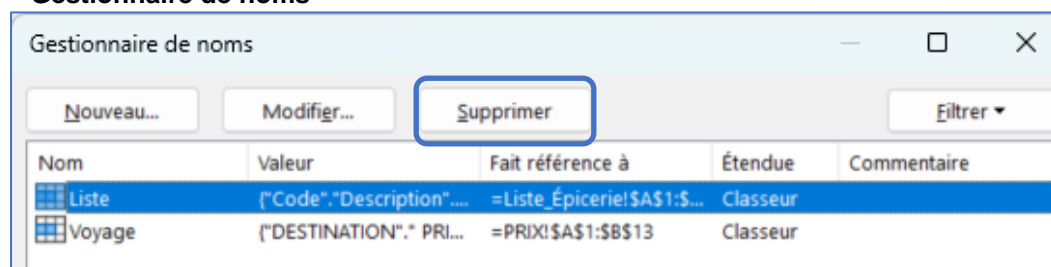 Gestionnaire de noms
Gestionnaire de noms
Nouveau... Modifier... Supprimer Filtrer
Nom Valeur Fait référence à Étendue Commentaire
Liste {"Code"."Description".... =Liste_Épicerie!$A$1:$... Classeur
Voyage {"DESTINATION"." PRI... =PRIX!$A$1:$B$13 Classeur